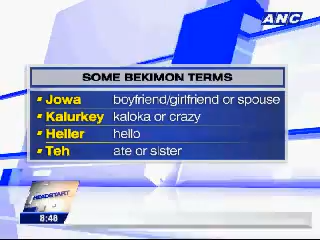 ANC
SOME BEKIMON TERMS
Jowa boyfriend/girlfriend or spouse
Kalurkey kaloka or crazy
Heller hello
Teh ate or sister
HEADSTART
8:48